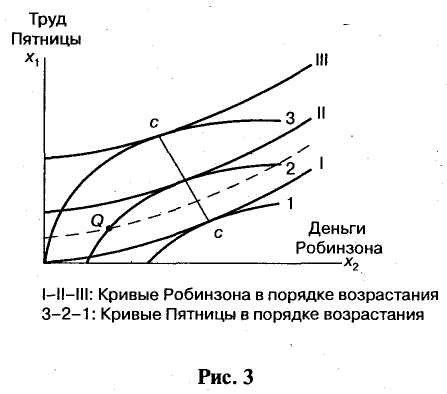 Труд
Пятницы
x₁
III
c
3
II
I
2
Q
1
c
Деньги
Робинзона
x₂
I–II–III: Кривые Робинзона в порядке возрастания
3–2–1: Кривые Пятницы в порядке возрастания
Рис. 3